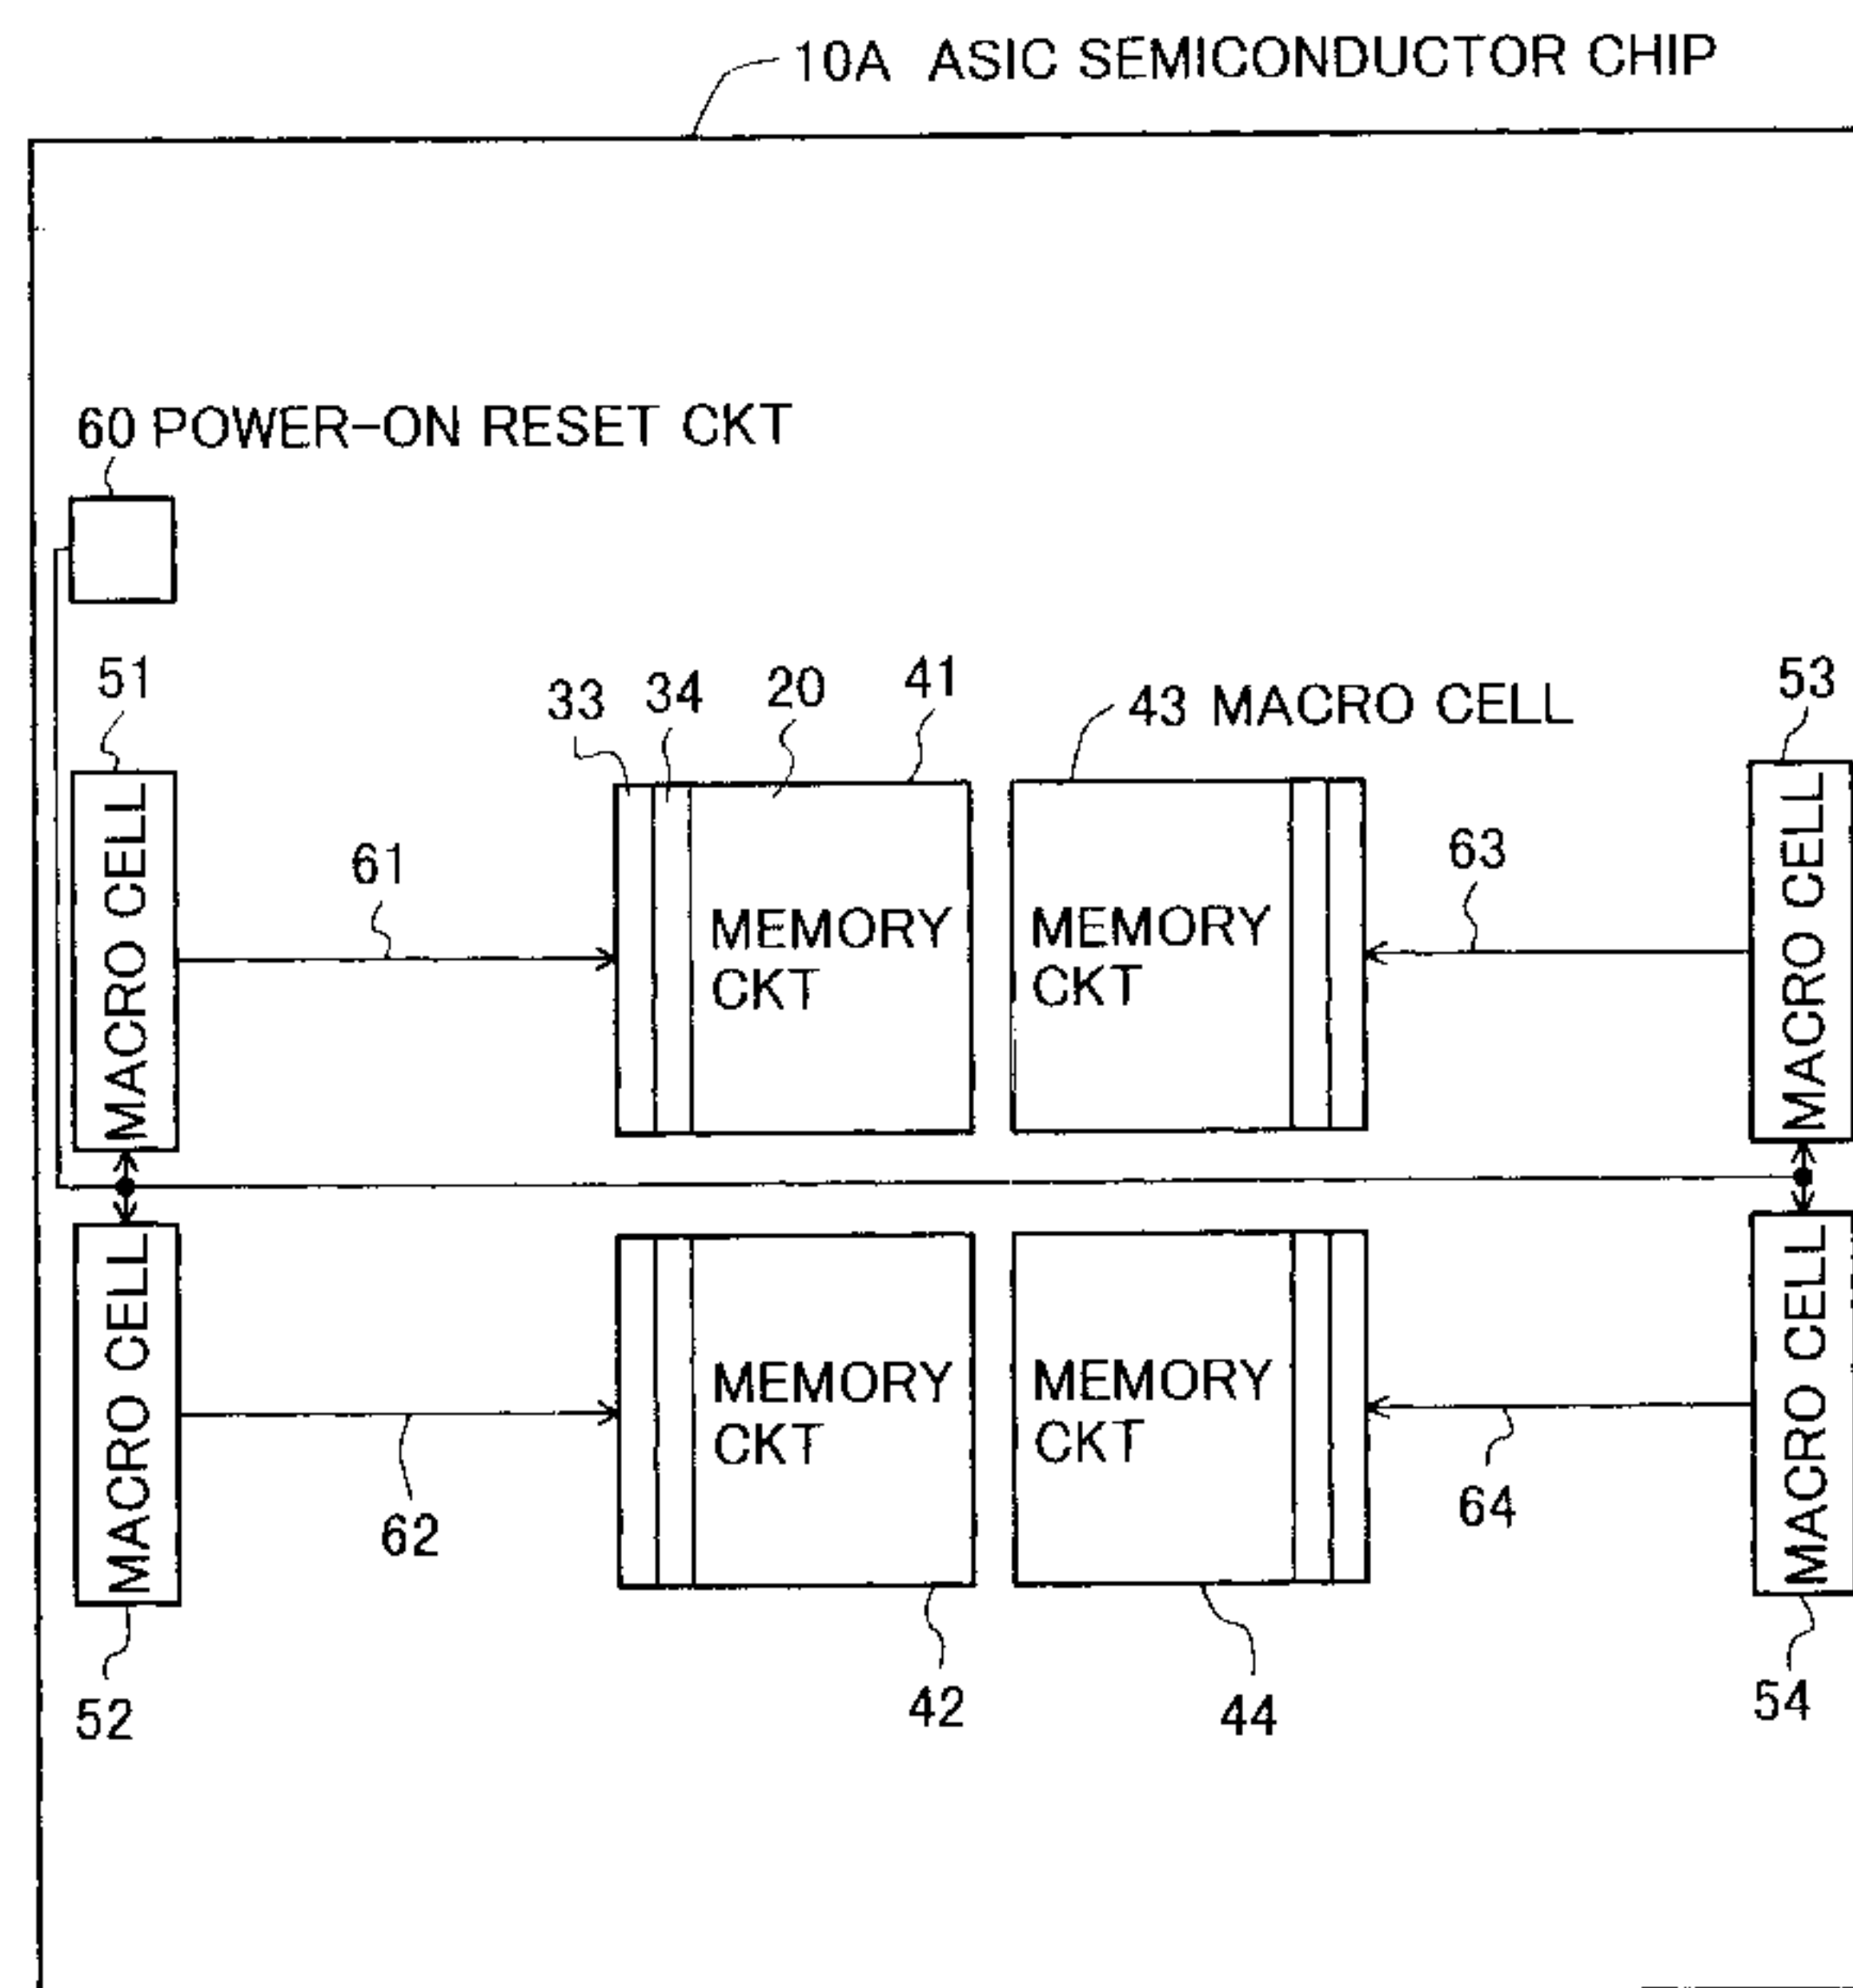 10A ASIC SEMICONDUCTOR CHIP
60 POWER-ON RESET CKT
51
33
34
20
41
43 MACRO CELL
53
MACRO CELL
61
MEMORY
CKT
MEMORY
CKT
63
MACRO CELL
MACRO CELL
62
MEMORY
CKT
MEMORY
CKT
64
MACRO CELL
52
42
44
54